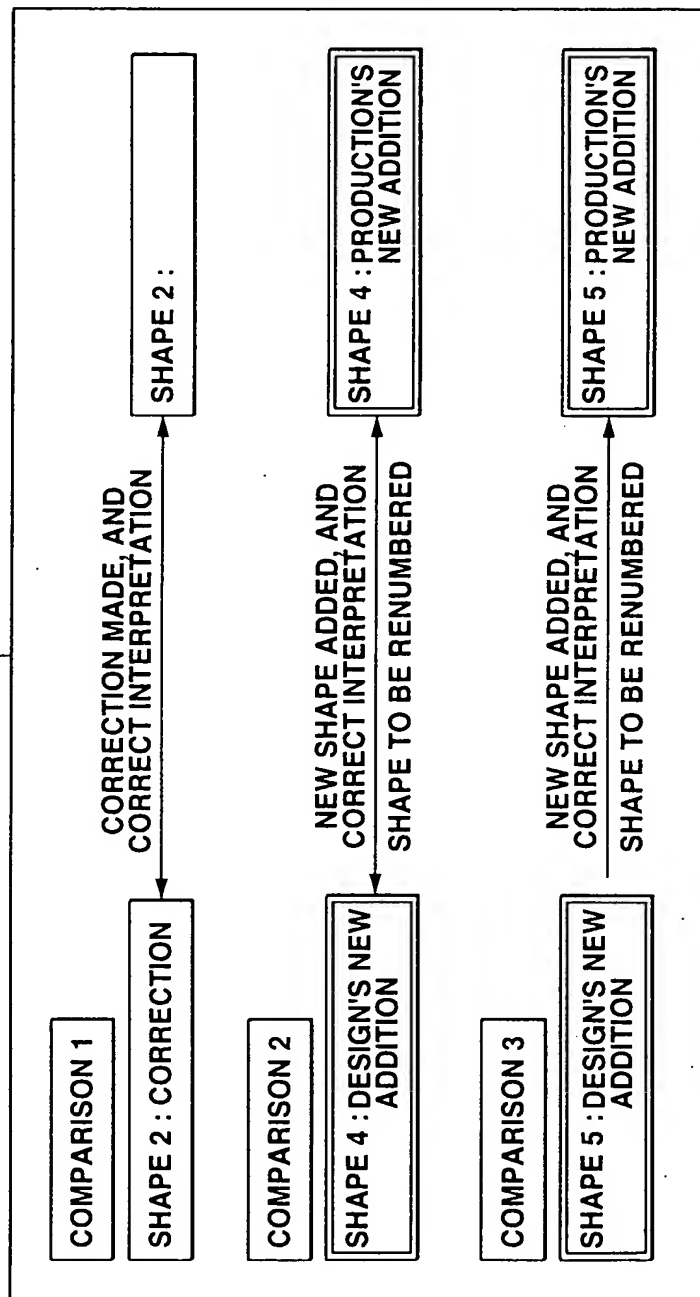 COMPARISON 1
SHAPE 2 : CORRECTION
CORRECTION MADE, AND
CORRECT INTERPRETATION
SHAPE 2 :
COMPARISON 2
SHAPE 4 : DESIGN'S NEW
ADDITION
NEW SHAPE ADDED, AND
CORRECT INTERPRETATION
SHAPE TO BE RENUMBERED
SHAPE 4 : PRODUCTION'S
NEW ADDITION
COMPARISON 3
SHAPE 5 : DESIGN'S NEW
ADDITION
NEW SHAPE ADDED, AND
CORRECT INTERPRETATION
SHAPE TO BE RENUMBERED
SHAPE 5 : PRODUCTION'S
NEW ADDITION